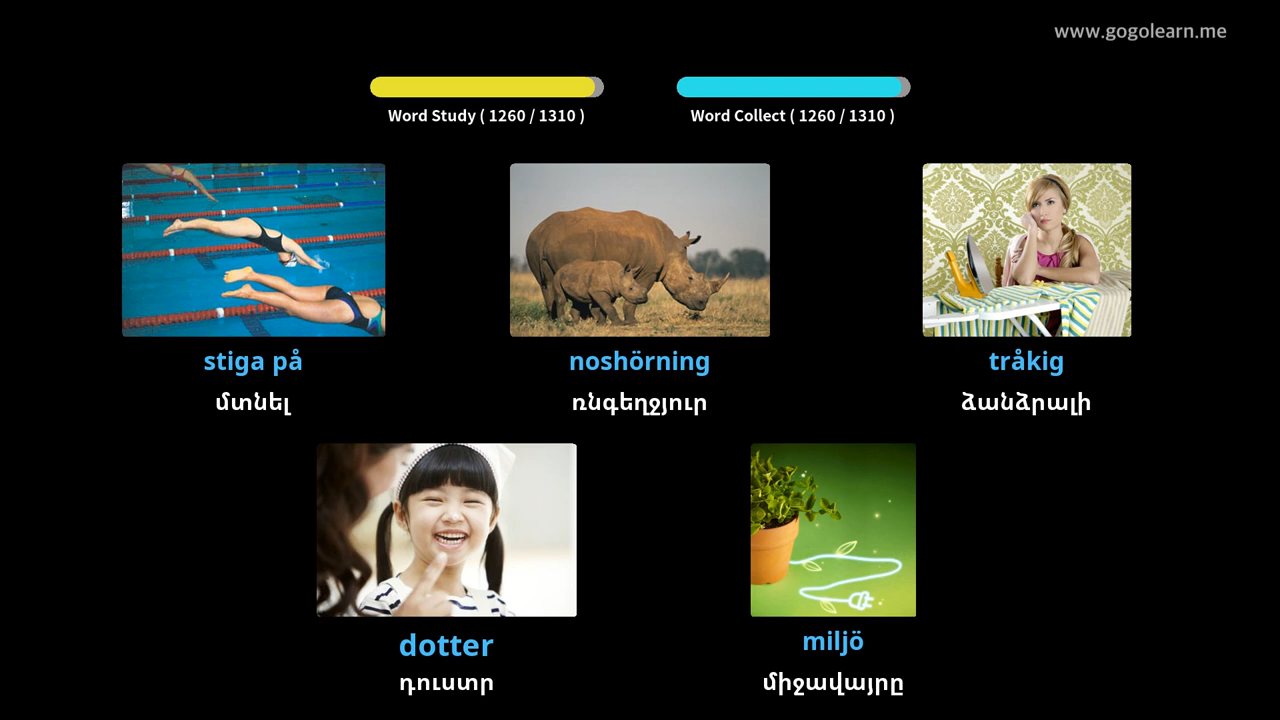 www.gogolearn.me
Word Study ( 1260 / 1310 )
Word Collect ( 1260 / 1310 )
stiga på
noshörning
tråkig
մտնել
ռնգեղջյուր
ձանձրալի
dotter
miljö
դուստր
միջավայրը